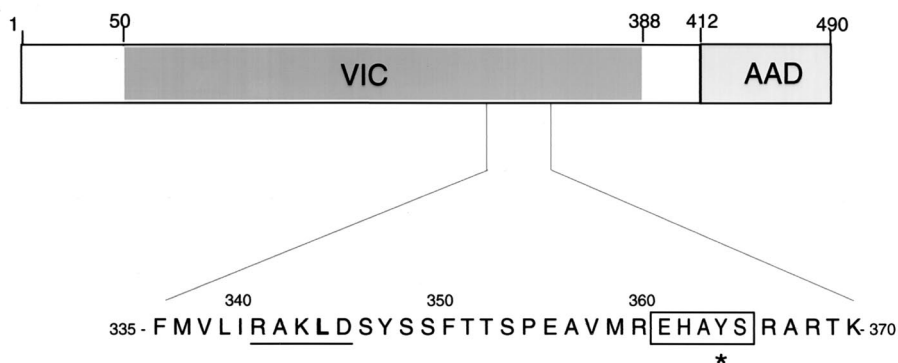 1 50 388 412 490
VIC AAD
340 350 360
335 - F M V L I R A K L D S Y S S F T T S P E A V M R E H A Y S R A R T K - 370
*